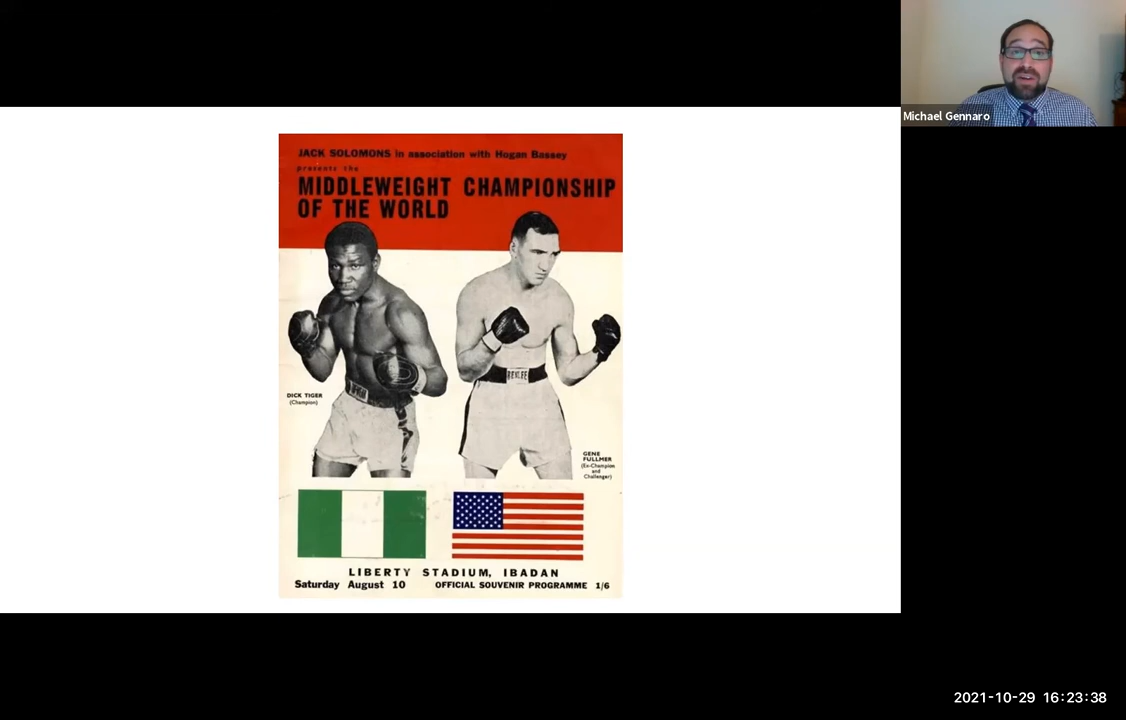 JACK SOLOMONS in association with Hogan Bassey
presents the
MIDDLEWEIGHT CHAMPIONSHIP
OF THE WORLD
DICK TIGER
(Champion)
GENE
FULLMER
(Ex-Champion
and
Challenger)
LIBERTY STADIUM, IBADAN
Saturday August 10 OFFICIAL SOUVENIR PROGRAMME 1/6
Michael Gennaro
2021-10-29 16:23:38